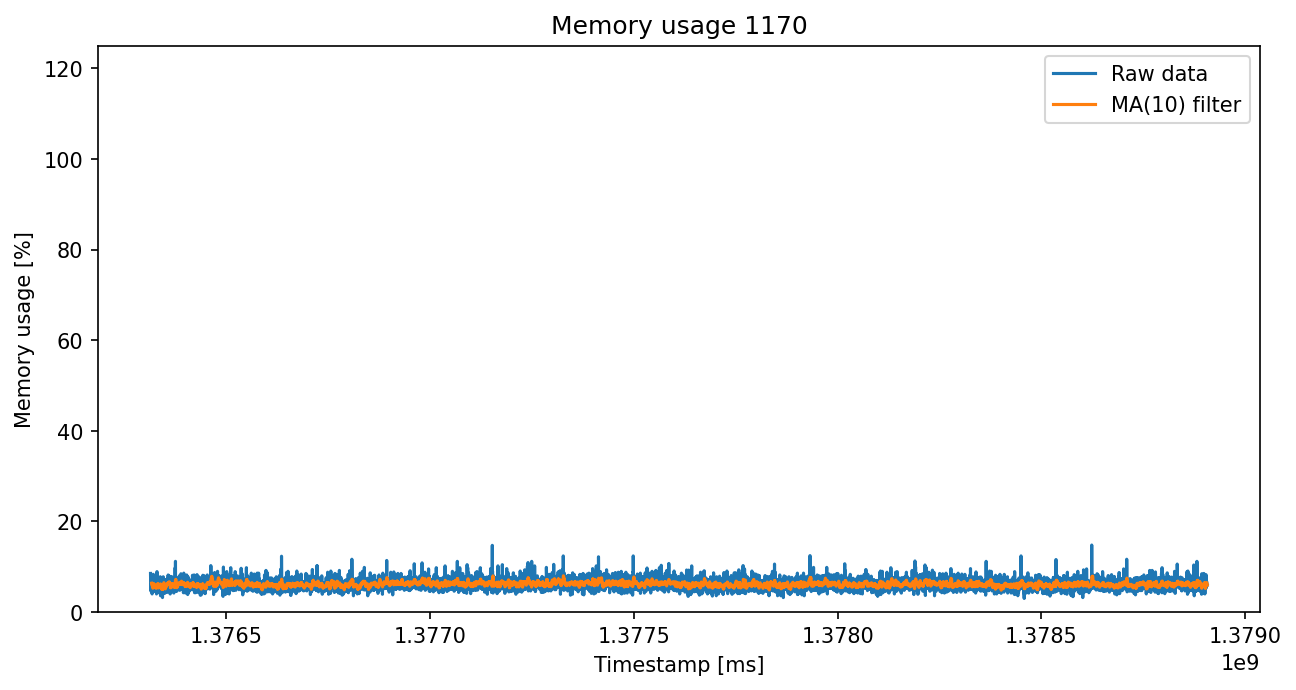 Memory usage 1170
Raw data
MA(10) filter
Memory usage [%]
120
100
80
60
40
20
0
1.3765 1.3770 1.3775 1.3780 1.3785 1.3790
1e9
Timestamp [ms]